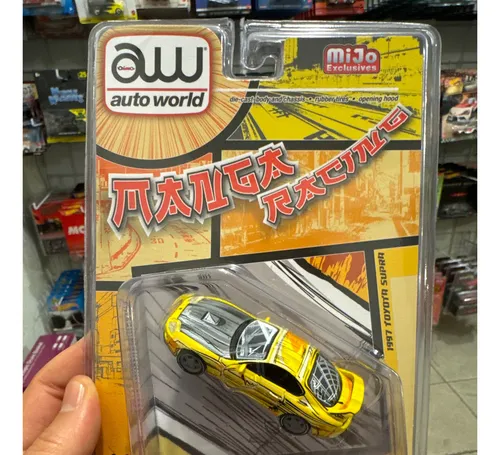 aw
auto world
MiJo
Exclusives
die-cast body and chassis • rubber tires • opening hood
MANGA
RACING
1997 TOYOTA SUPRA